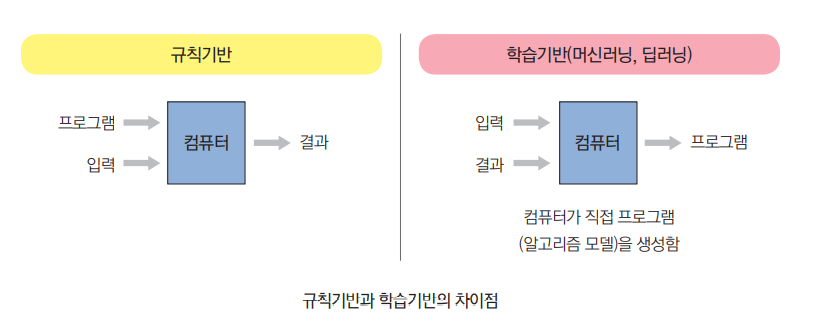 규칙기반
프로그램
입력
컴퓨터
결과
학습기반(머신러닝, 딥러닝)
입력
결과
컴퓨터
프로그램
컴퓨터가 직접 프로그램
(알고리즘 모델)을 생성함
규칙기반과 학습기반의 차이점